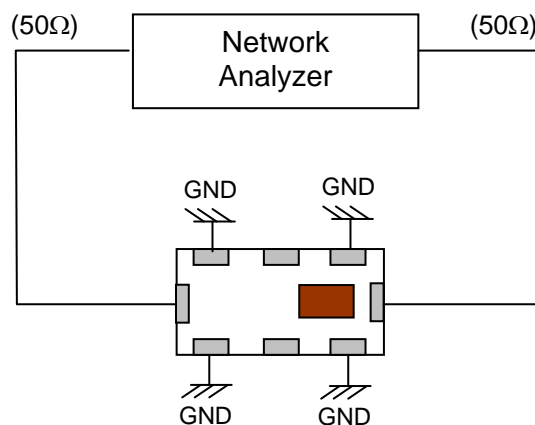 (50Ω)
Network
Analyzer
(50Ω)
GND
GND
GND
GND